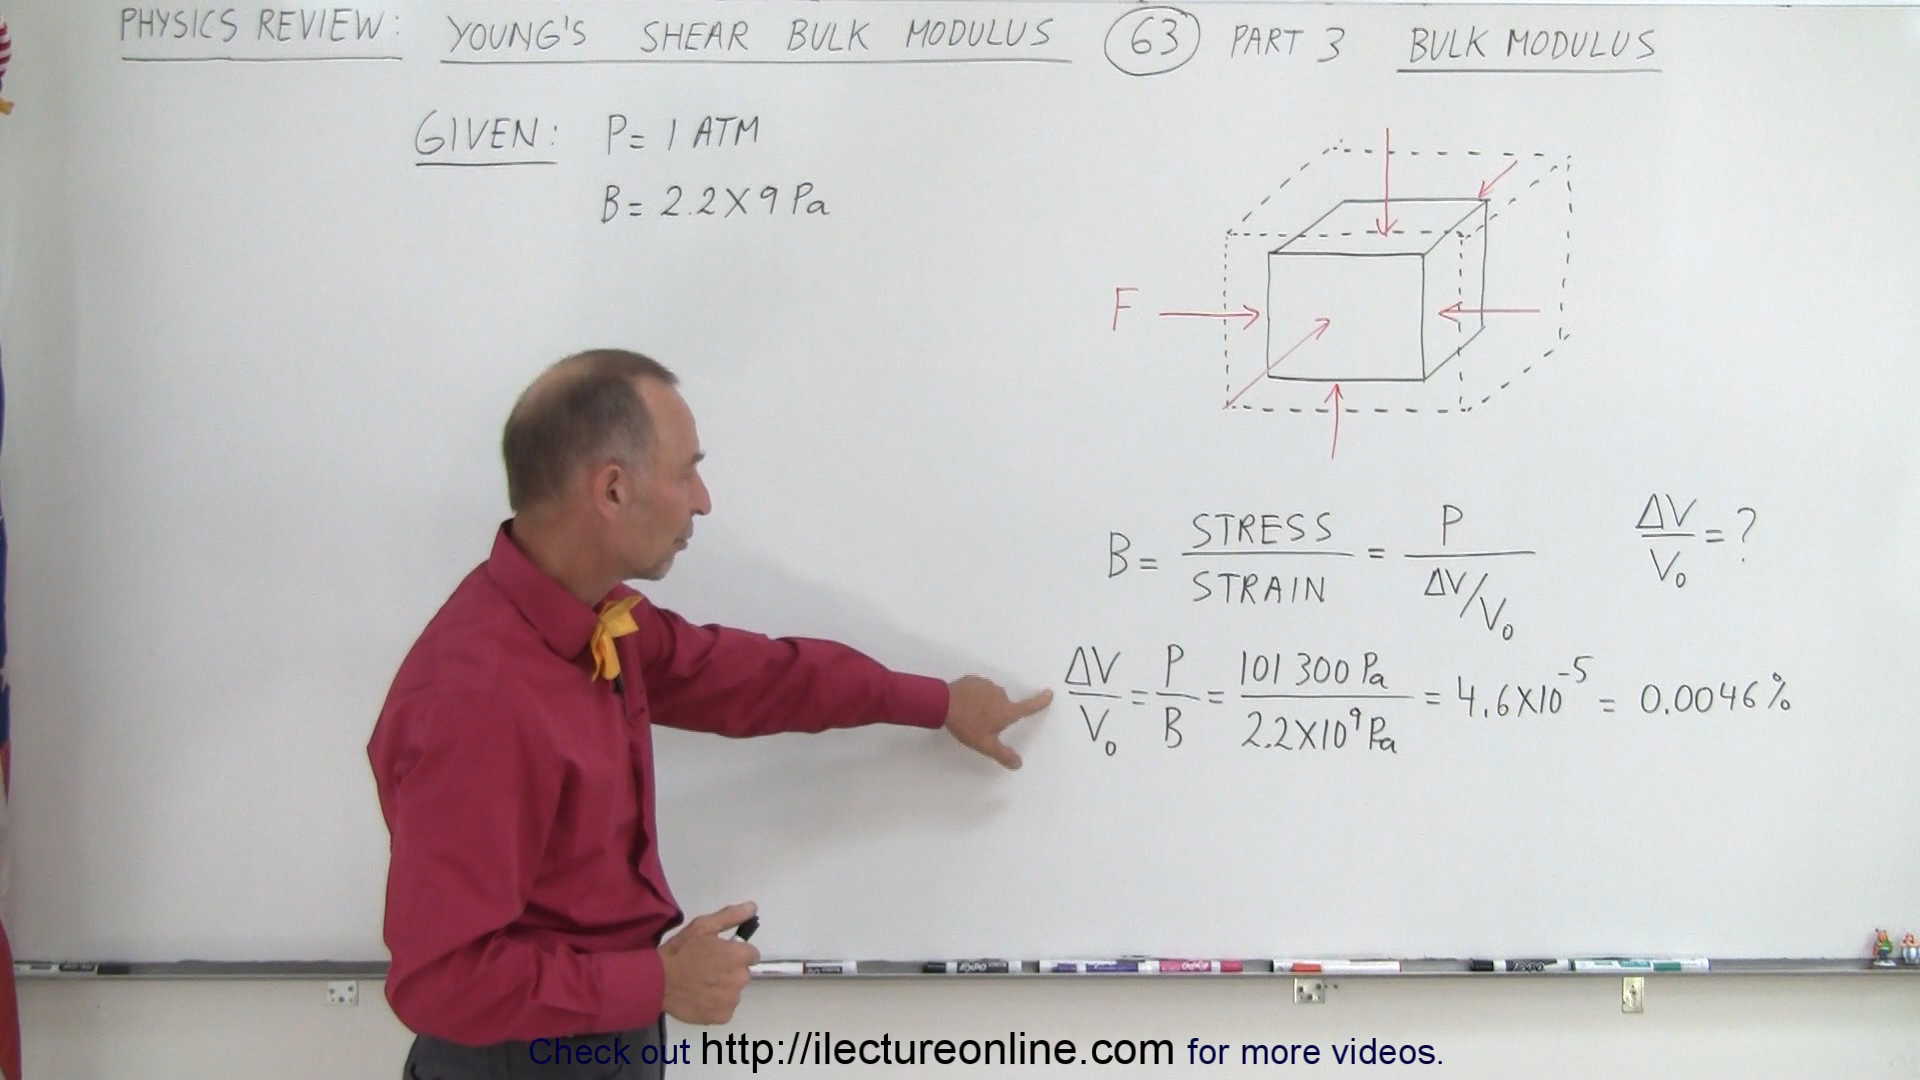 PHYSICS REVIEW: YOUNG'S SHEAR BULK MODULUS 63 PART 3 BULK MODULUS
GIVEN: P = 1 ATM
B = 2.2X9 Pa
F
B = STRESS / STRAIN = P / ΔV/V₀
ΔV / V₀ = ?
ΔV / V₀ = P / B = 101 300 Pa / 2.2X10⁹ Pa = 4.6X10⁻⁵ = 0.0046%
Check out http://ilectureonline.com for more videos.